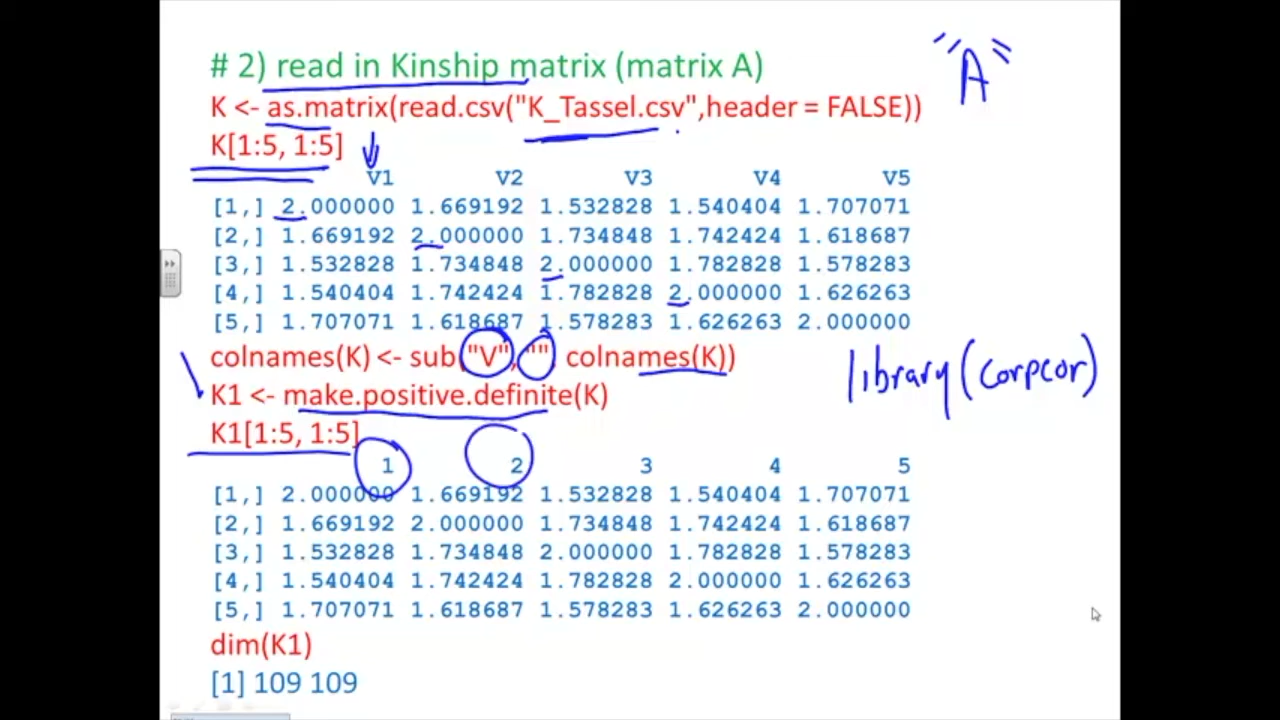 # 2) read in Kinship matrix (matrix A)
"A"
K <- as.matrix(read.csv("K_Tassel.csv",header = FALSE))
K[1:5, 1:5]
V1 V2 V3 V4 V5
[1,] 2.000000 1.669192 1.532828 1.540404 1.707071
[2,] 1.669192 2.000000 1.734848 1.742424 1.618687
[3,] 1.532828 1.734848 2.000000 1.782828 1.578283
[4,] 1.540404 1.742424 1.782828 2.000000 1.626263
[5,] 1.707071 1.618687 1.578283 1.626263 2.000000
colnames(K) <- sub("V", "", colnames(K))
library(corpcor)
K1 <- make.positive.definite(K)
K1[1:5, 1:5]
1 2 3 4 5
[1,] 2.000000 1.669192 1.532828 1.540404 1.707071
[2,] 1.669192 2.000000 1.734848 1.742424 1.618687
[3,] 1.532828 1.734848 2.000000 1.782828 1.578283
[4,] 1.540404 1.742424 1.782828 2.000000 1.626263
[5,] 1.707071 1.618687 1.578283 1.626263 2.000000
dim(K1)
[1] 109 109